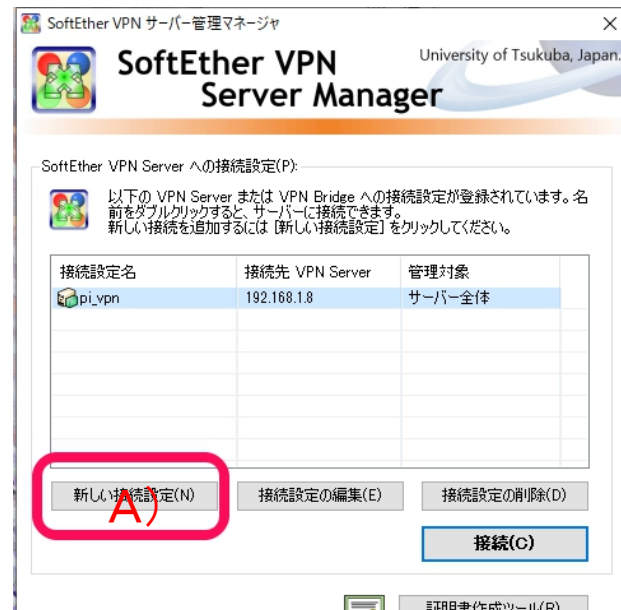 SoftEther VPN サーバー管理マネージャ
SoftEther VPN
Server Manager
University of Tsukuba, Japan.
SoftEther VPN Server への接続設定(P):
以下の VPN Server または VPN Bridge への接続設定が登録されています。名
前をダブルクリックすると、サーバーに接続できます。
新しい接続を追加するには [新しい接続設定] をクリックしてください。
接続設定名 接続先 VPN Server 管理対象
pi_vpn 192.168.1.8 サーバー全体
新しい接続設定(N) 接続設定の編集(E) 接続設定の削除(D)
A)
接続(C)
証明書作成ツール(R)